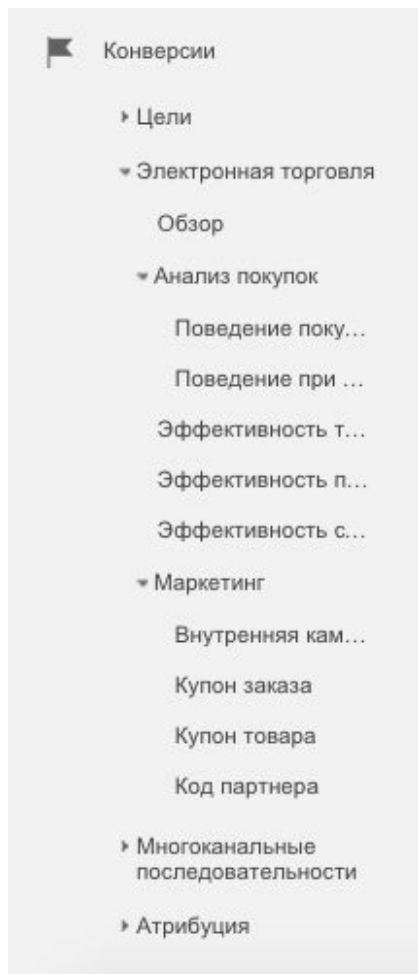 Конверсии
Цели
Электронная торговля
Обзор
Анализ покупок
Поведение поку...
Поведение при ...
Эффективность т...
Эффективность п...
Эффективность с...
Маркетинг
Внутренняя кам...
Купон заказа
Купон товара
Код партнера
Многоканальные
последовательности
Атрибуция